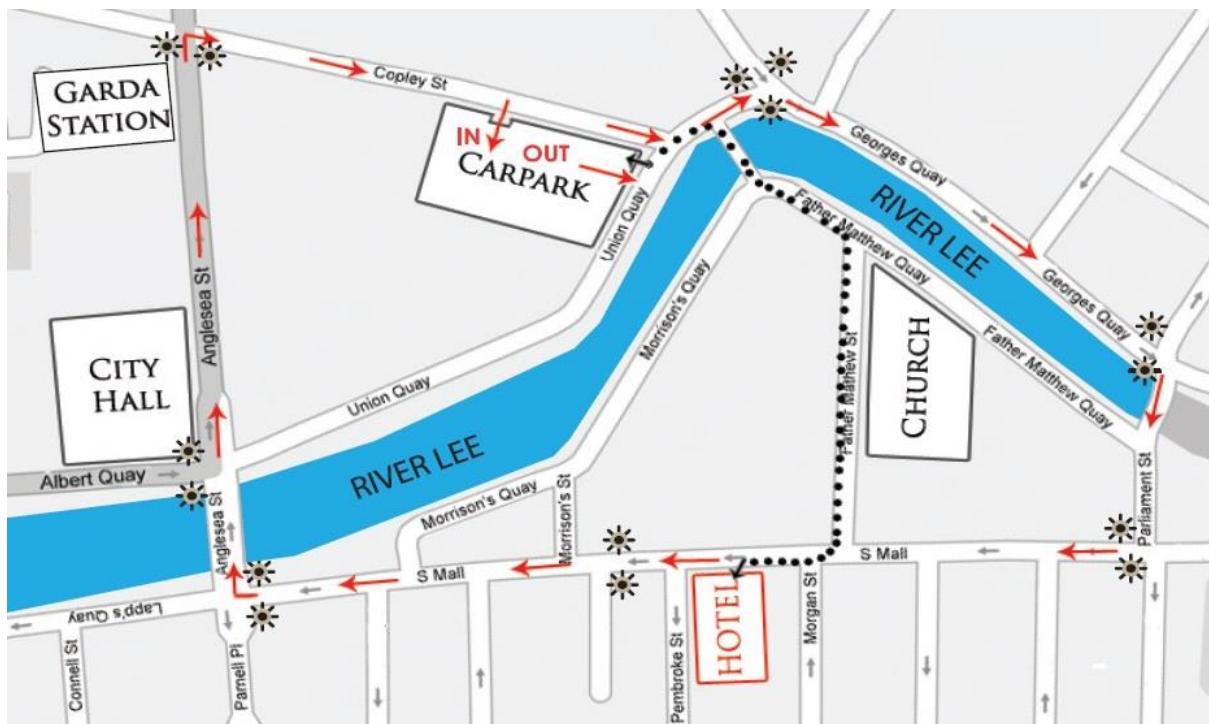 GARDA
STATION
Copley St
IN
OUT
CARPARK
Union Quay
Georges Quay
RIVER LEE
Father Matthew Quay
Georges Quay
Anglesea St
Morrison's Quay
CITY
HALL
Union Quay
Father Mathew St
CHURCH
Father Matthew Quay
RIVER LEE
Albert Quay
Morrison's Quay
Morrison's St
Parliament St
Anglesea St
S Mall
S Mall
Lapp's Quay
HOTEL
Morgan St
Connell St
Parnell Pl
Pembroke St